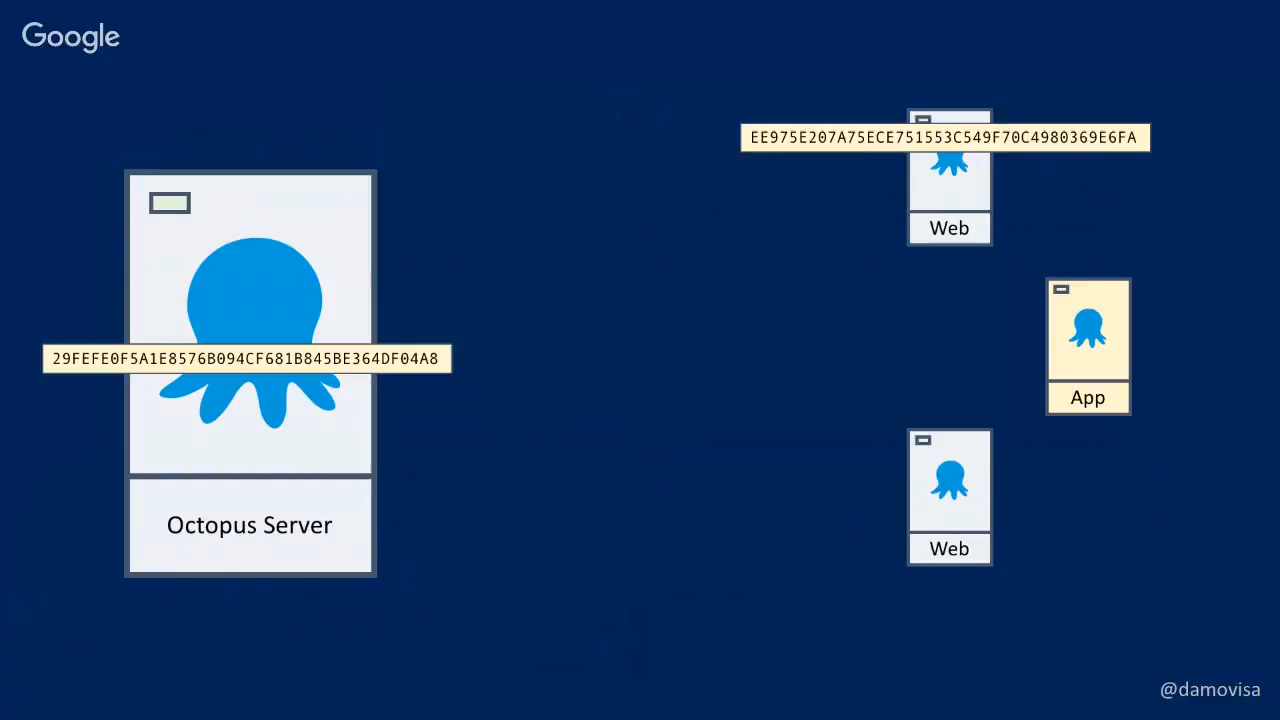 Google
EE975E207A75ECE751553C549F70C4980369E6FA
Web
29FEFE0F5A1E8576B094CF681B845BE364DF04A8
App
Octopus Server
Web
@damovisa